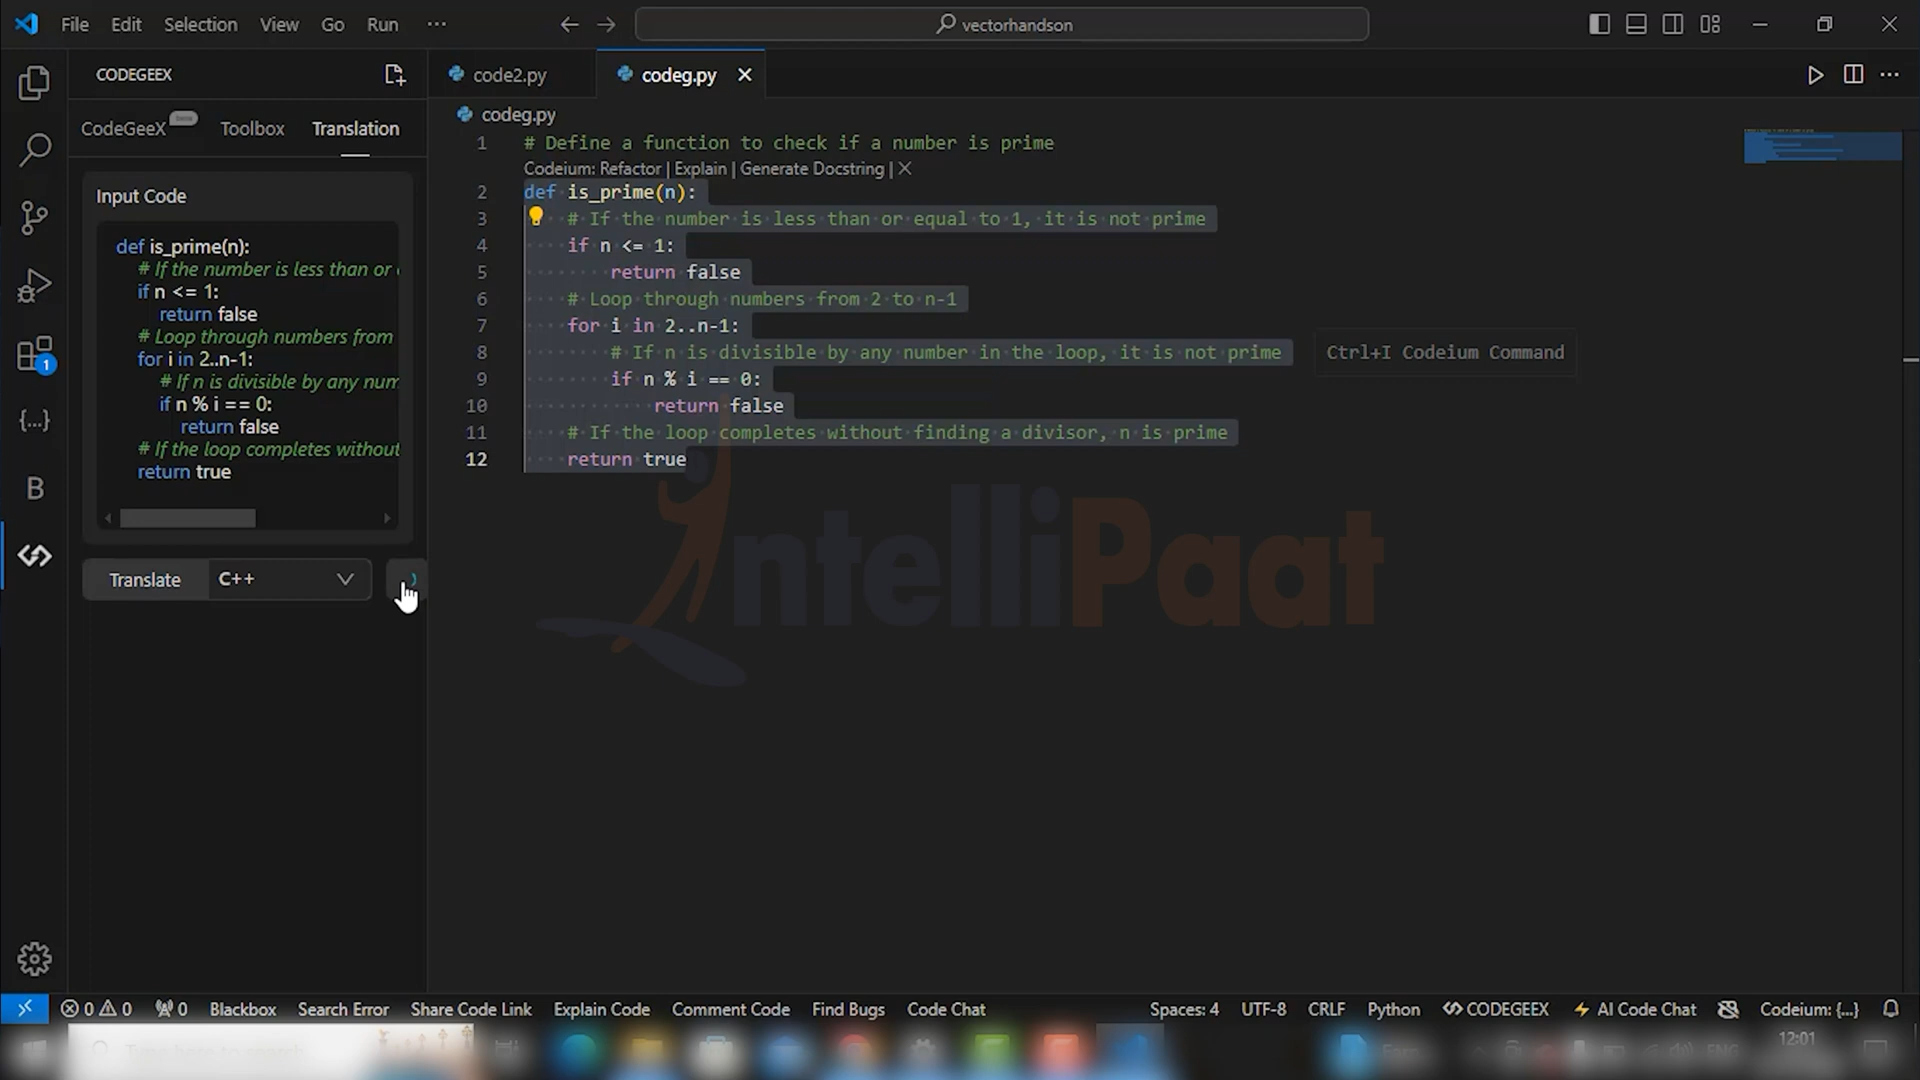 File Edit Selection View Go Run ···
vectorhandson
CODEGEEX
code2.py
codeg.py
CodeGeeX
Toolbox
Translation
codeg.py
Input Code
def is_prime(n):
# If the number is less than or
if n <= 1:
return false
# Loop through numbers from
for i in 2..n-1:
# If n is divisible by any num
if n % i == 0:
return false
# If the loop completes without
return true
Translate
C++
1 # Define a function to check if a number is prime
Codeium: Refactor | Explain | Generate Docstring | X
2 def is_prime(n):
3 # If the number is less than or equal to 1, it is not prime
4 if n <= 1:
5 return false
6 # Loop through numbers from 2 to n-1
7 for i in 2..n-1:
8 # If n is divisible by any number in the loop, it is not prime
Ctrl+I Codeium Command
9 if n % i == 0:
10 return false
11 # If the loop completes without finding a divisor, n is prime
12 return true
1
{...}
B
IntelliPaat
0 0 0 Blackbox Search Error Share Code Link Explain Code Comment Code Find Bugs Code Chat Spaces: 4 UTF-8 CRLF Python CODEGEEX AI Code Chat Codeium: {...}
12:01
ENG